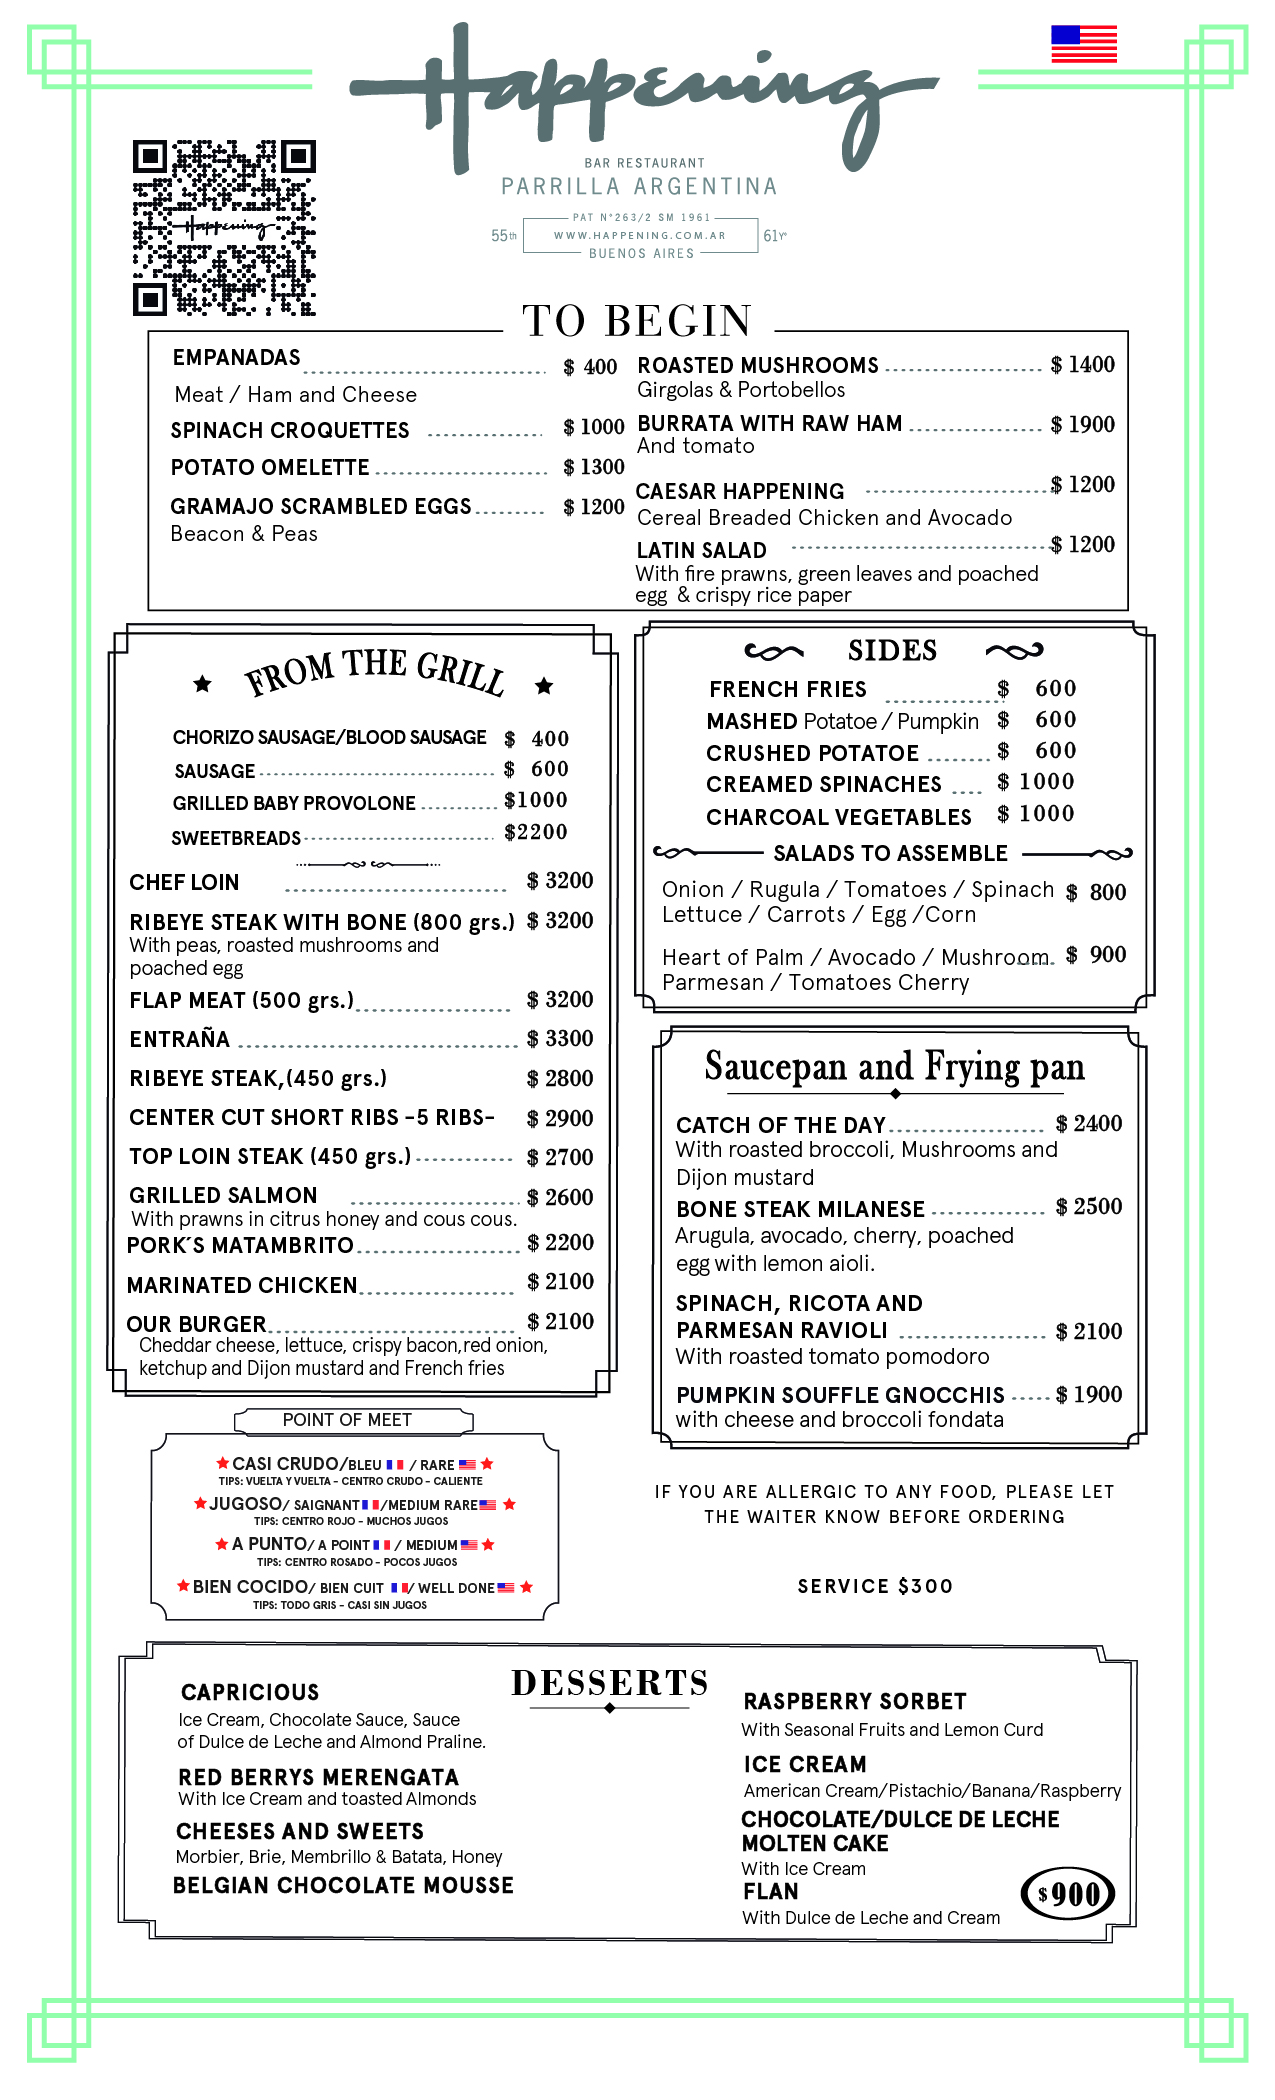 Happening
BAR RESTAURANT
PARRILLA ARGENTINA
PAT N°263/2 SM 1961
55th WWW.HAPPENING.COM.AR 61Yº
BUENOS AIRES
Happening
TO BEGIN
EMPANADAS $ 400
Meat / Ham and Cheese
SPINACH CROQUETTES $ 1000
POTATO OMELETTE $ 1300
GRAMAJO SCRAMBLED EGGS $ 1200
Beacon & Peas
ROASTED MUSHROOMS $ 1400
Girgolas & Portobellos
BURRATA WITH RAW HAM $ 1900
And tomato
CAESAR HAPPENING $ 1200
Cereal Breaded Chicken and Avocado
LATIN SALAD $ 1200
With fire prawns, green leaves and poached
egg & crispy rice paper
FROM THE GRILL
CHORIZO SAUSAGE/BLOOD SAUSAGE $ 400
SAUSAGE $ 600
GRILLED BABY PROVOLONE $1000
SWEETBREADS $2200
CHEF LOIN $ 3200
RIBEYE STEAK WITH BONE (800 grs.) $ 3200
With peas, roasted mushrooms and
poached egg
FLAP MEAT (500 grs.) $ 3200
ENTRAÑA $ 3300
RIBEYE STEAK,(450 grs.) $ 2800
CENTER CUT SHORT RIBS -5 RIBS- $ 2900
TOP LOIN STEAK (450 grs.) $ 2700
GRILLED SALMON $ 2600
With prawns in citrus honey and cous cous.
PORK´S MATAMBRITO $ 2200
MARINATED CHICKEN $ 2100
OUR BURGER $ 2100
Cheddar cheese, lettuce, crispy bacon,red onion,
ketchup and Dijon mustard and French fries
SIDES
FRENCH FRIES $ 600
MASHED Potatoe / Pumpkin $ 600
CRUSHED POTATOE $ 600
CREAMED SPINACHES $ 1000
CHARCOAL VEGETABLES $ 1000
SALADS TO ASSEMBLE
Onion / Rugula / Tomatoes / Spinach $ 800
Lettuce / Carrots / Egg /Corn
Heart of Palm / Avocado / Mushroom $ 900
Parmesan / Tomatoes Cherry
Saucepan and Frying pan
CATCH OF THE DAY $ 2400
With roasted broccoli, Mushrooms and
Dijon mustard
BONE STEAK MILANESE $ 2500
Arugula, avocado, cherry, poached
egg with lemon aioli.
SPINACH, RICOTA AND
PARMESAN RAVIOLI $ 2100
With roasted tomato pomodoro
PUMPKIN SOUFFLE GNOCCHIS $ 1900
with cheese and broccoli fondata
POINT OF MEET
CASI CRUDO/BLEU / RARE
TIPS: VUELTA Y VUELTA - CENTRO CRUDO - CALIENTE
JUGOSO/ SAIGNANT /MEDIUM RARE
TIPS: CENTRO ROJO - MUCHOS JUGOS
A PUNTO/ A POINT / MEDIUM
TIPS: CENTRO ROSADO - POCOS JUGOS
BIEN COCIDO/ BIEN CUIT / WELL DONE
TIPS: TODO GRIS - CASI SIN JUGOS
IF YOU ARE ALLERGIC TO ANY FOOD, PLEASE LET
THE WAITER KNOW BEFORE ORDERING
SERVICE $300
DESSERTS
CAPRICIOUS
Ice Cream, Chocolate Sauce, Sauce
of Dulce de Leche and Almond Praline.
RED BERRYS MERENGATA
With Ice Cream and toasted Almonds
CHEESES AND SWEETS
Morbier, Brie, Membrillo & Batata, Honey
BELGIAN CHOCOLATE MOUSSE
RASPBERRY SORBET
With Seasonal Fruits and Lemon Curd
ICE CREAM
American Cream/Pistachio/Banana/Raspberry
CHOCOLATE/DULCE DE LECHE
MOLTEN CAKE
With Ice Cream
FLAN
With Dulce de Leche and Cream
$900